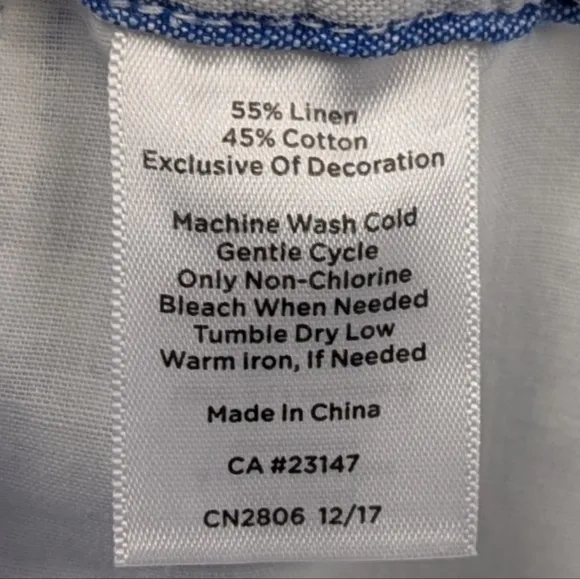 55% Linen
45% Cotton
Exclusive Of Decoration
Machine Wash Cold
Gentle Cycle
Only Non-Chlorine
Bleach When Needed
Tumble Dry Low
Warm Iron, If Needed
Made In China
CA #23147
CN2806 12/17